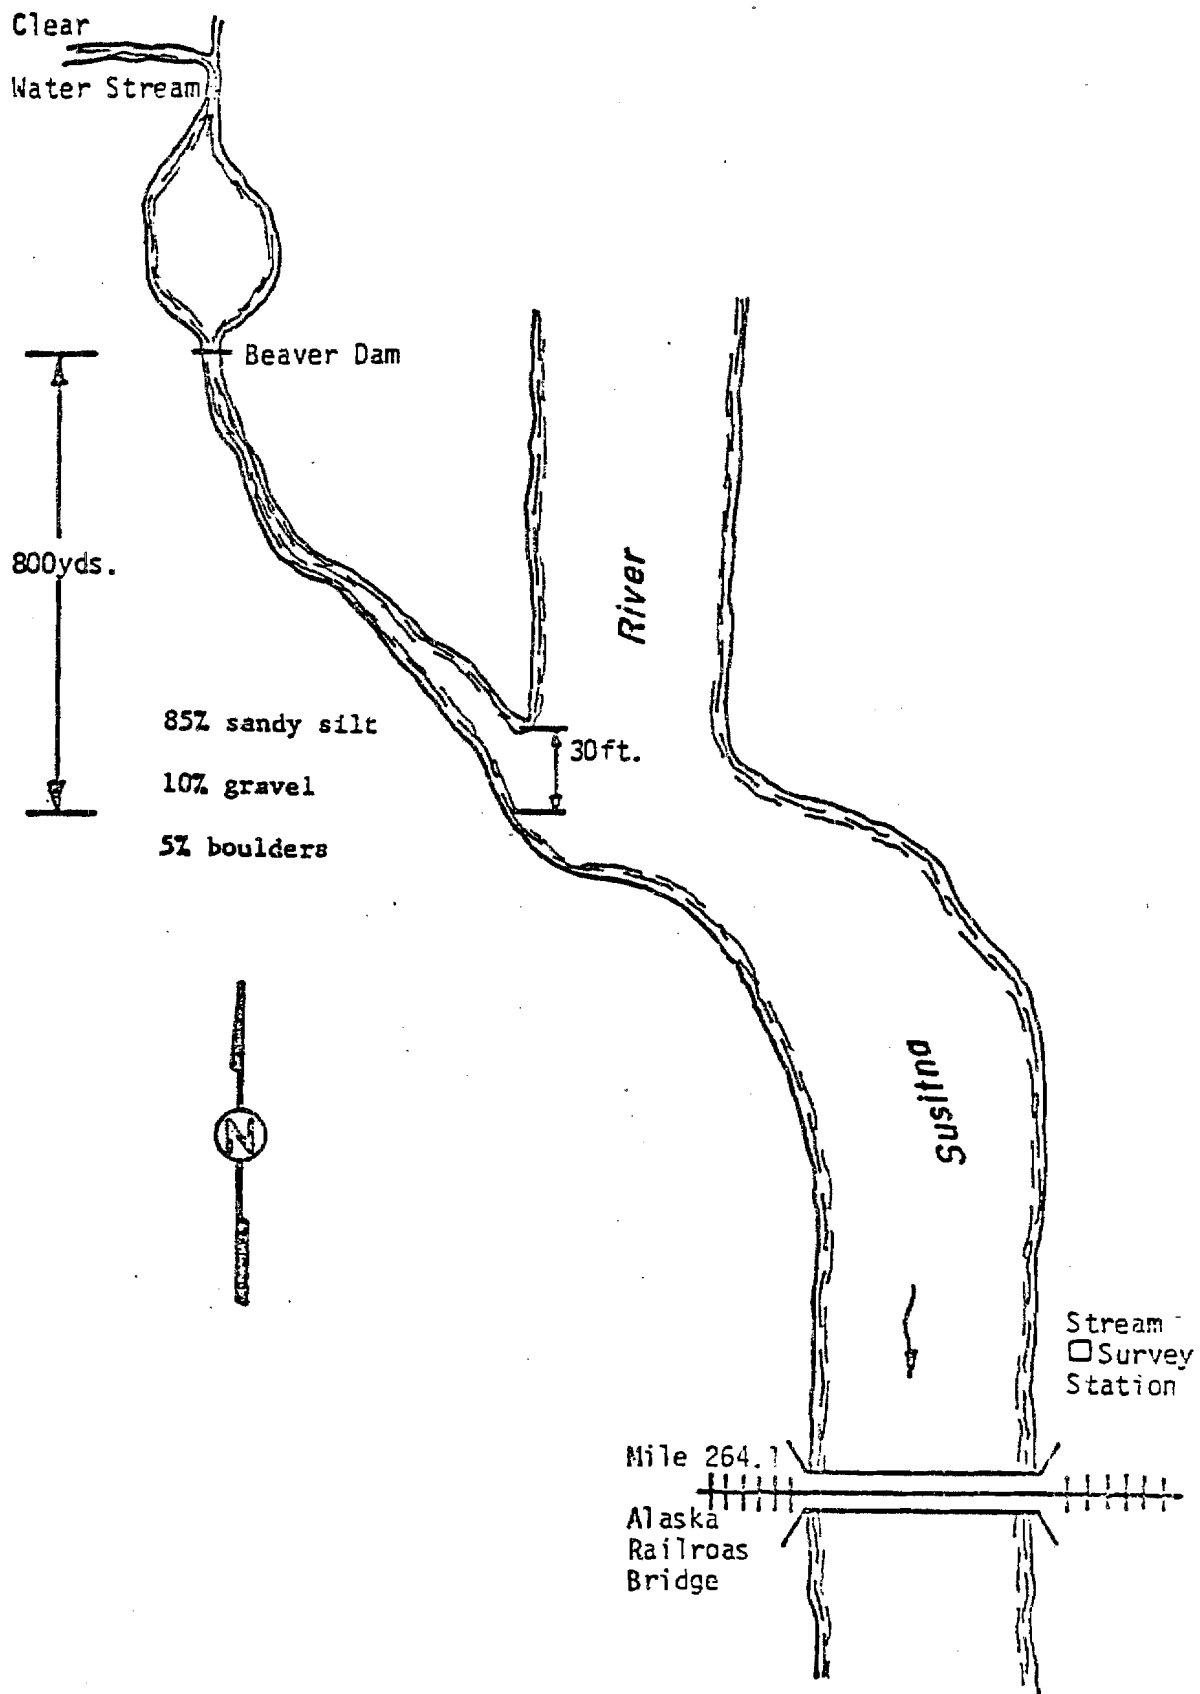 Clear
Water Stream
Beaver Dam
800yds.
River
85% sandy silt
30ft.
10% gravel
5% boulders
N
Susitna
Stream
Survey
Station
Mile 264.1
Alaska
Railroas
Bridge